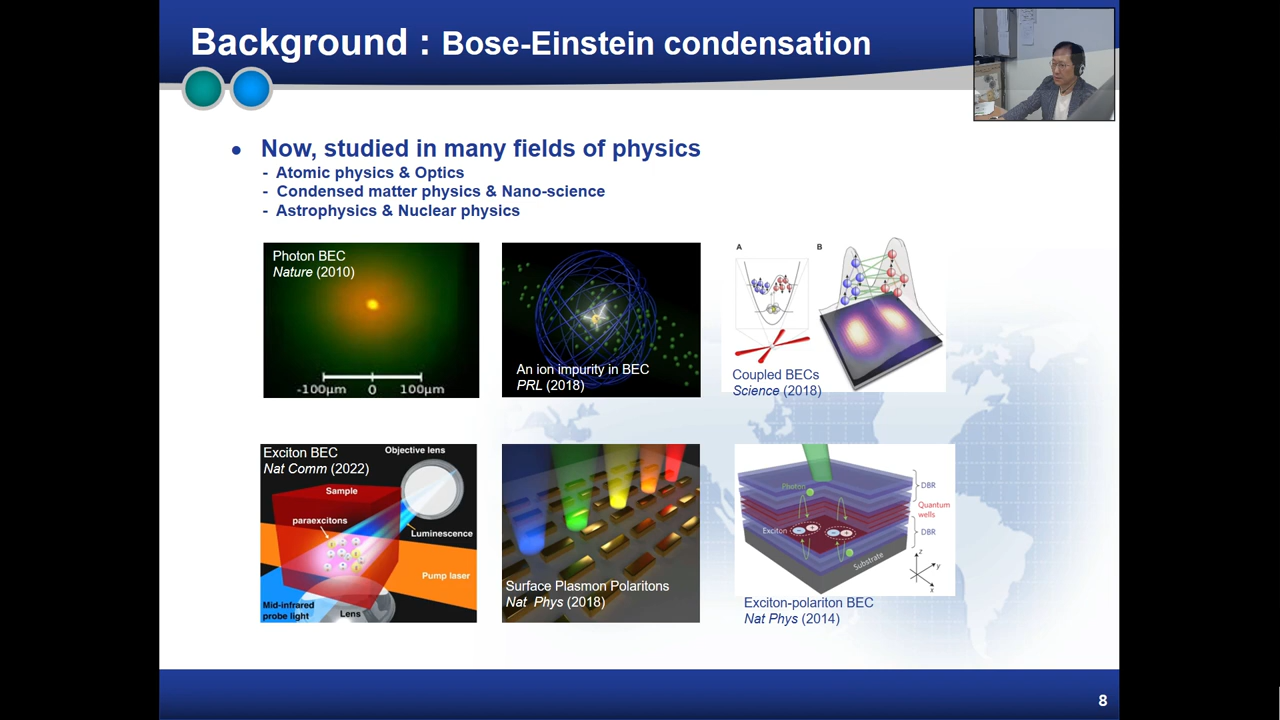 Background : Bose-Einstein condensation
● Now, studied in many fields of physics
- Atomic physics & Optics
- Condensed matter physics & Nano-science
- Astrophysics & Nuclear physics
Photon BEC
Nature (2010)
-100µm 0 100µm
An ion impurity in BEC
PRL (2018)
A B
Coupled BECs
Science (2018)
Exciton BEC
Nat Comm (2022)
Objective lens
Sample
paraexcitons
Luminescence
Pump laser
Mid-infrared
probe light
Lens
Surface Plasmon Polaritons
Nat Phys (2018)
Photon
DBR
Quantum
wells
Exciton
DBR
Substrate
z
y
x
Exciton-polariton BEC
Nat Phys (2014)
8